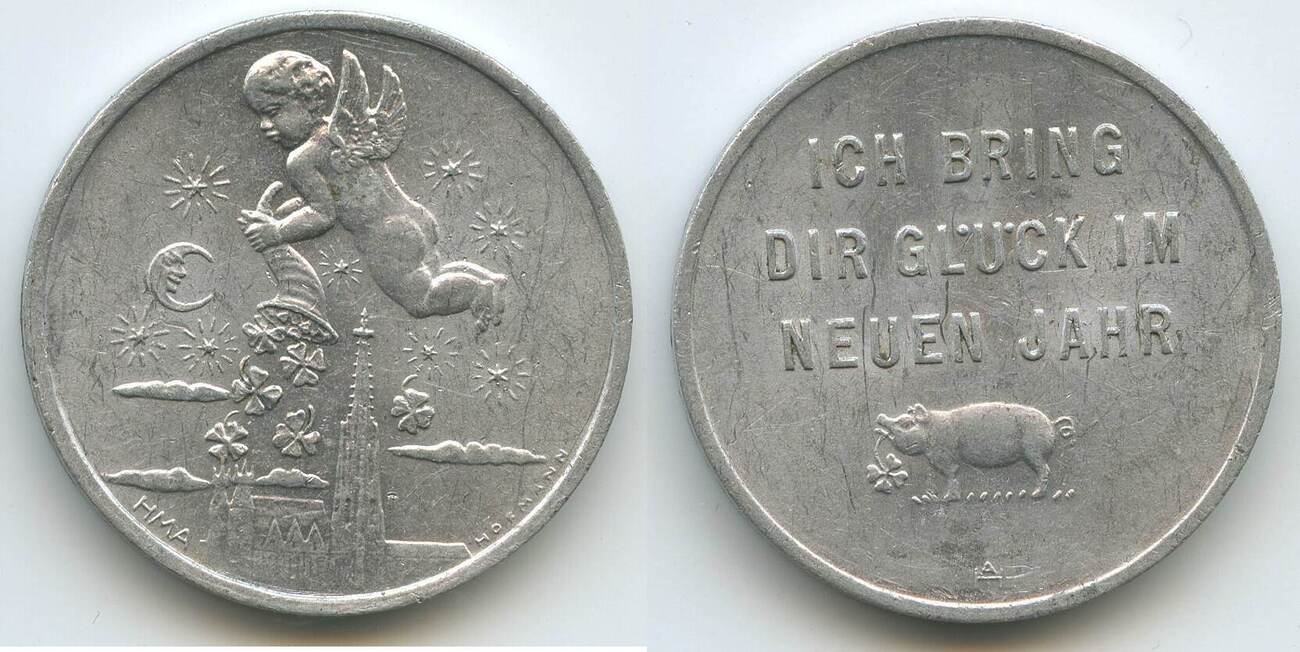 HMA
HOFMANN
ICH BRING
DIR GLÜCK IM
NEUEN JAHR